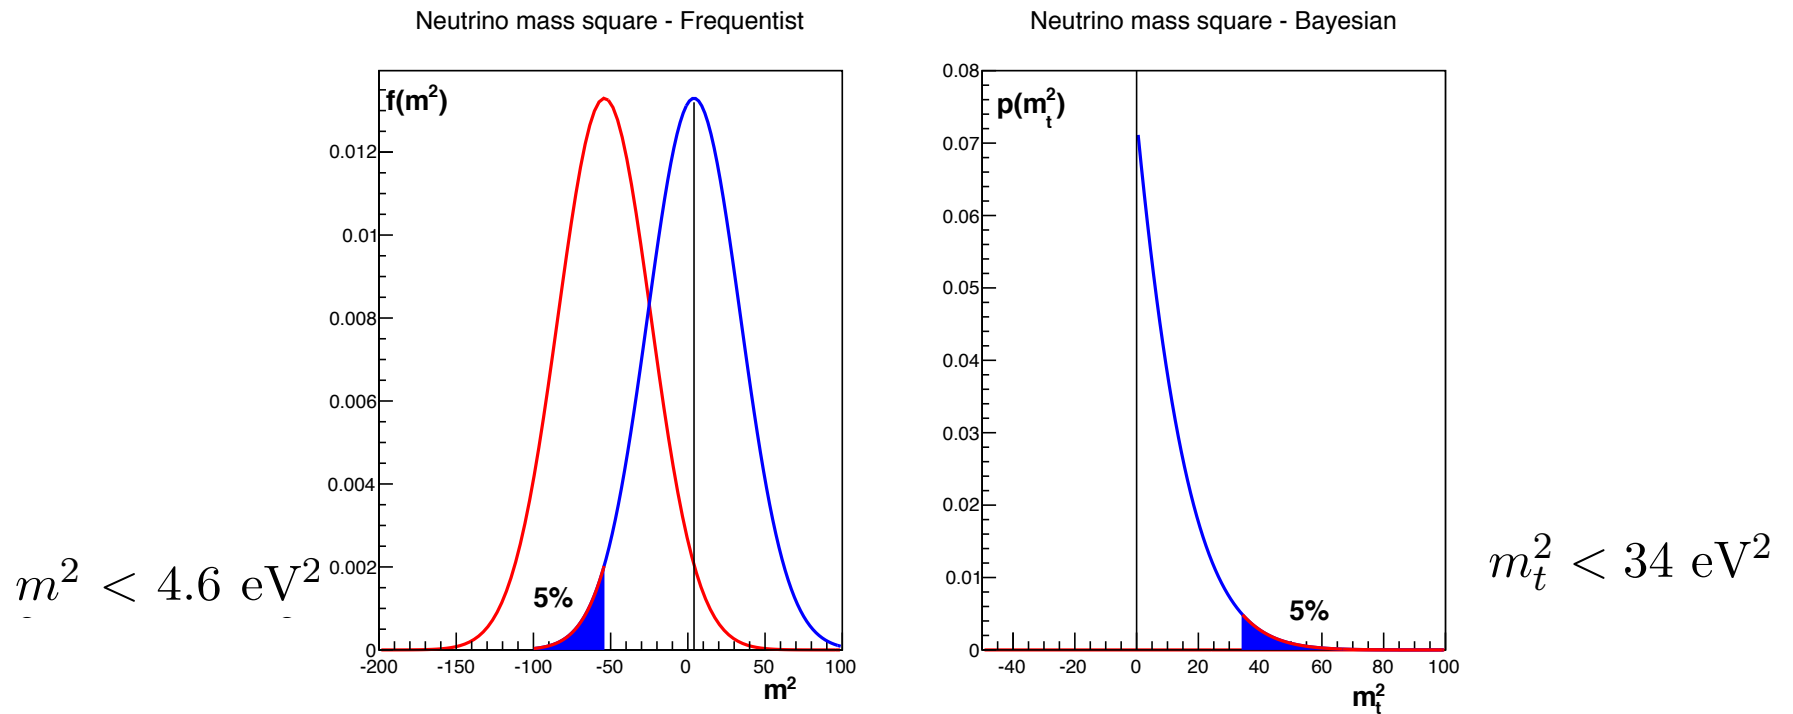 Neutrino mass square - Frequentist
f(m²)
0.012
0.01
0.008
0.006
0.004
0.002
0
5%
-200 -150 -100 -50 0 50 100
m²
m² < 4.6 eV²
Neutrino mass square - Bayesian
p(m²ₜ)
0.08
0.07
0.06
0.05
0.04
0.03
0.02
0.01
0
5%
-40 -20 0 20 40 60 80 100
m²ₜ
m²ₜ < 34 eV²